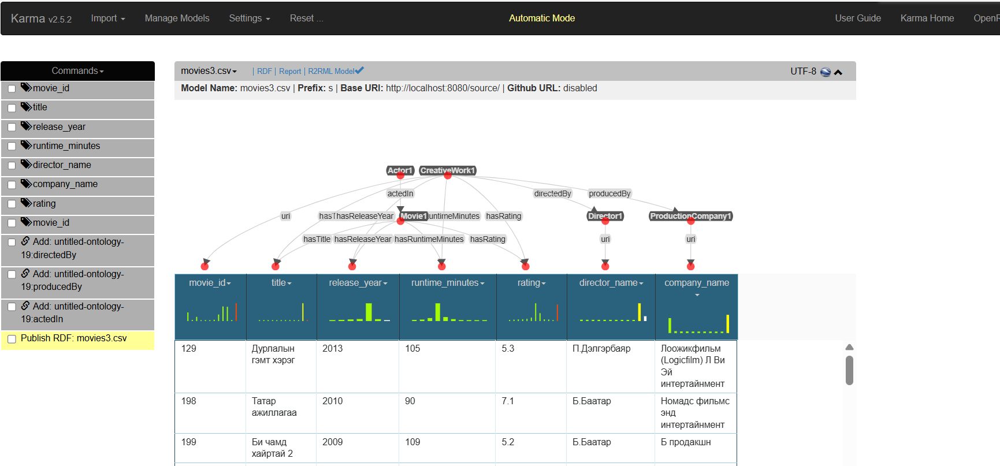 Karma v2.5.2 Import Manage Models Settings Reset ... Automatic Mode User Guide Karma Home
Commands
movie_id
title
release_year
runtime_minutes
director_name
company_name
rating
movie_id
Add: untitled-ontology-
19:directedBy
Add: untitled-ontology-
19:producedBy
Add: untitled-ontology-
19:actedIn
Publish RDF: movies3.csv
movies3.csv | RDF | Report | R2RML Model UTF-8
Model Name: movies3.csv | Prefix: s | Base URI: http://localhost:8080/source/ | Github URL: disabled
Actor1 CreativeWork1
actedIn directedBy producedBy
uri hasReleaseYear Movie1 untimeMinutes hasRating Director1 ProductionCompany1
hasTitle hasReleaseYear hasRuntimeMinutes hasRating uri uri
movie_id title release_year runtime_minutes rating director_name company_name
129 Дурлалын 2013 105 5.3 П.Дэлгэрбаяр Лоожикфильм
гэмт хэрэг (Logicfilm) Л Ви
Эй
интертайнмент
198 Татар 2010 90 7.1 Б.Баатар Номадс фильмс
ажиллагаа энд
интертайнмент
199 Би чамд 2009 109 5.2 Б.Баатар Б продакшн
хайртай 2